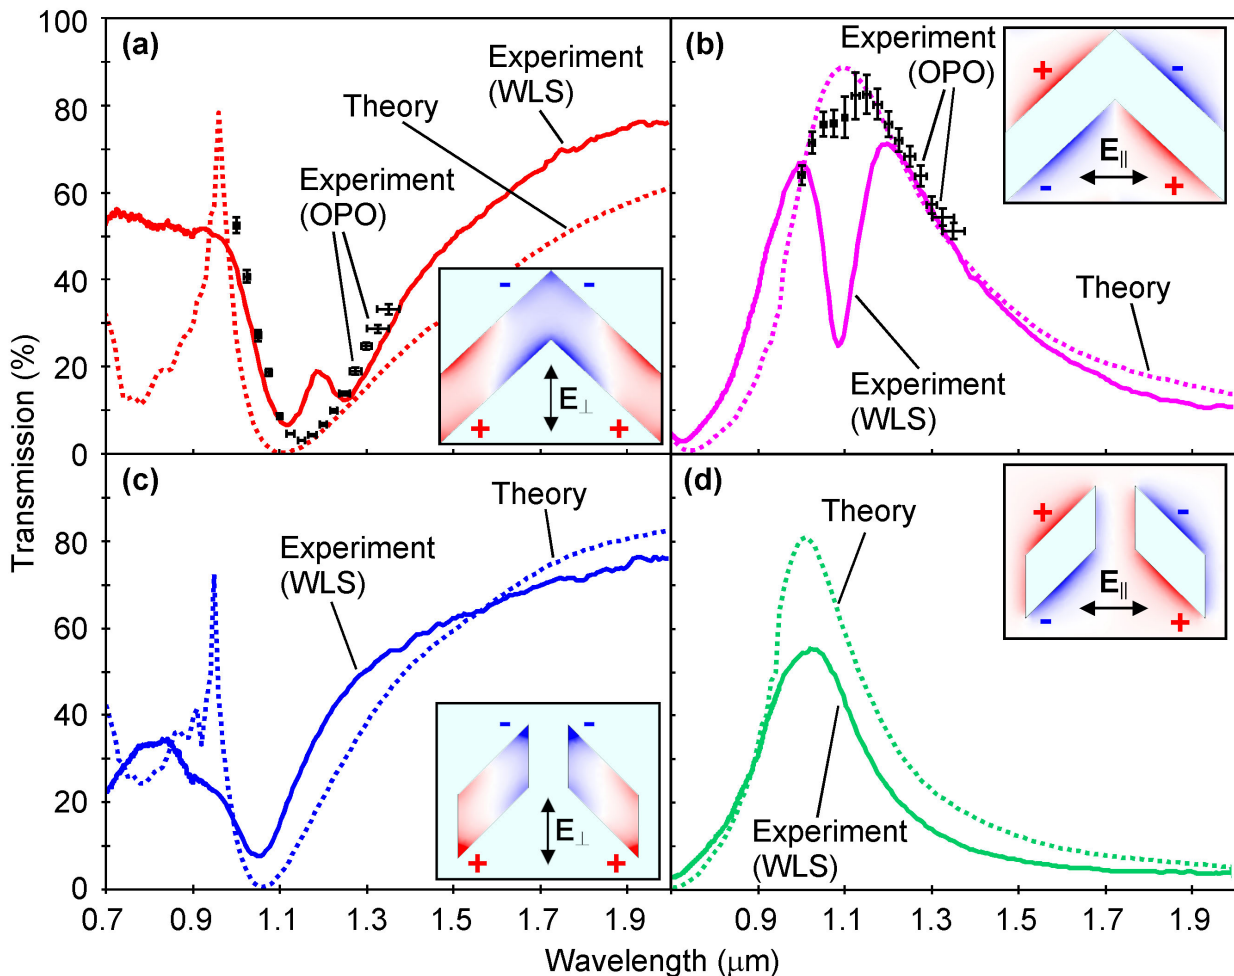 Transmission (%)
100
80
60
40
20
0
(a)
Experiment
(WLS)
Theory
Experiment
(OPO)
- -
E⊥
+ +
(b)
Experiment
(OPO)
+ -
E||
- +
Theory
Experiment
(WLS)
80
60
40
20
0
(c)
Theory
Experiment
(WLS)
- -
E⊥
+ +
0.7 0.9 1.1 1.3 1.5 1.7 1.9
(d)
Theory
+ -
E||
- +
Experiment
(WLS)
0.9 1.1 1.3 1.5 1.7 1.9
Wavelength (μm)